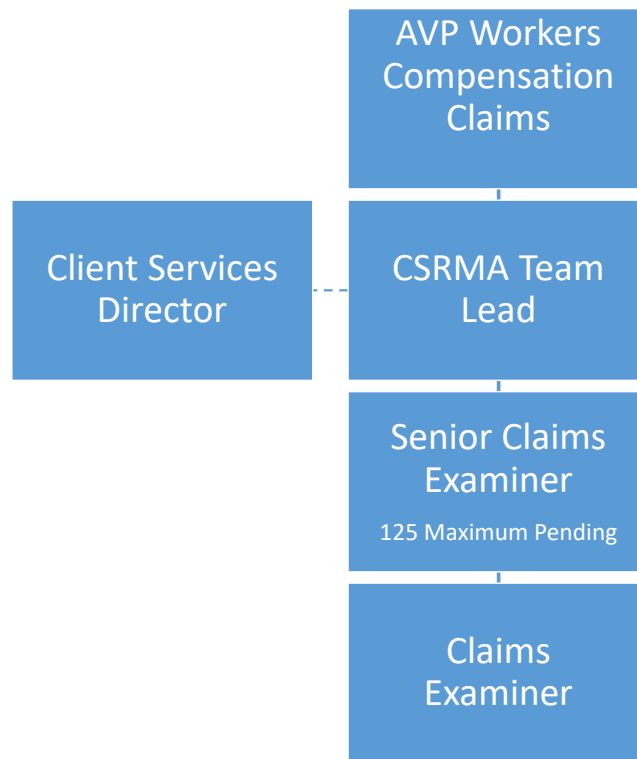 AVP Workers
Compensation
Claims
Client Services
Director
CSRMA Team
Lead
Senior Claims
Examiner
125 Maximum Pending
Claims
Examiner